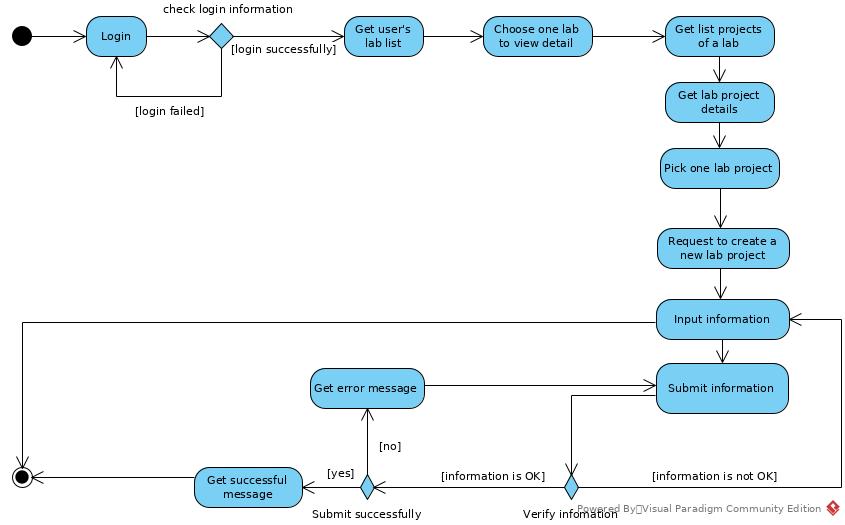 check login information
Login
[login successfully]
[login failed]
Get user's
lab list
Choose one lab
to view detail
Get list projects
of a lab
Get lab project
details
Pick one lab project
Request to create a
new lab project
Input information
Submit information
Get error message
[no]
[yes]
[information is OK]
[information is not OK]
Get successful
message
Submit successfully
Verify infomation
Powered By Visual Paradigm Community Edition